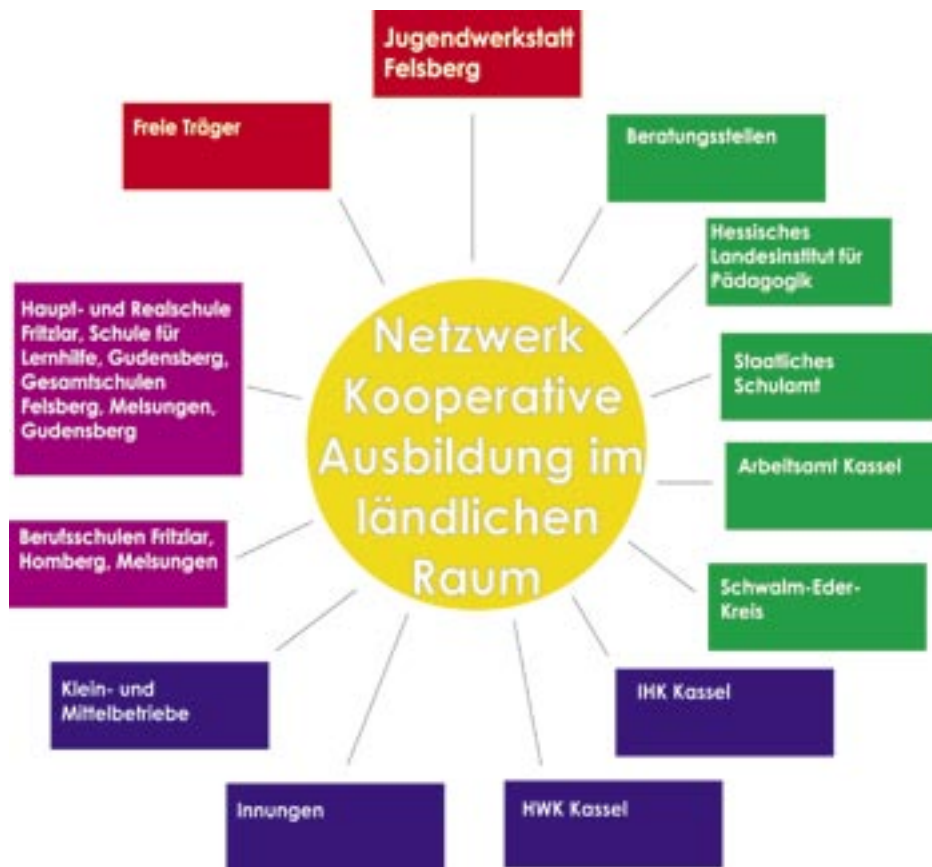 Jugendwerkstatt
Felsberg
Freie Träger
Beratungsstellen
Hessisches
Landesinstitut für
Pädagogik
Haupt- und Realschule
Fritzlar, Schule für
Lernhilfe, Gudensberg,
Gesamtschulen
Felsberg, Melsungen,
Gudensberg
Netzwerk
Kooperative
Ausbildung im
ländlichen
Raum
Staatliches
Schulamt
Arbeitsamt Kassel
Berufsschulen Fritzlar,
Homberg, Melsungen
Schwalm-Eder-
Kreis
Klein- und
Mittelbetriebe
IHK Kassel
Innungen
HWK Kassel